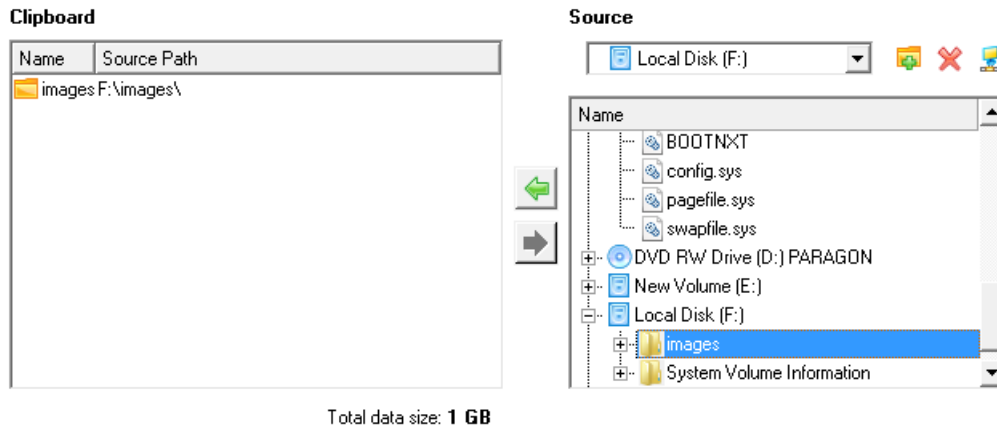 Clipboard
Name Source Path
images F:\images\
Total data size: 1 GB
Source
Local Disk (F:)
Name
BOOTNXT
config.sys
pagefile.sys
swapfile.sys
DVD RW Drive (D:) PARAGON
New Volume (E:)
Local Disk (F:)
images
System Volume Information